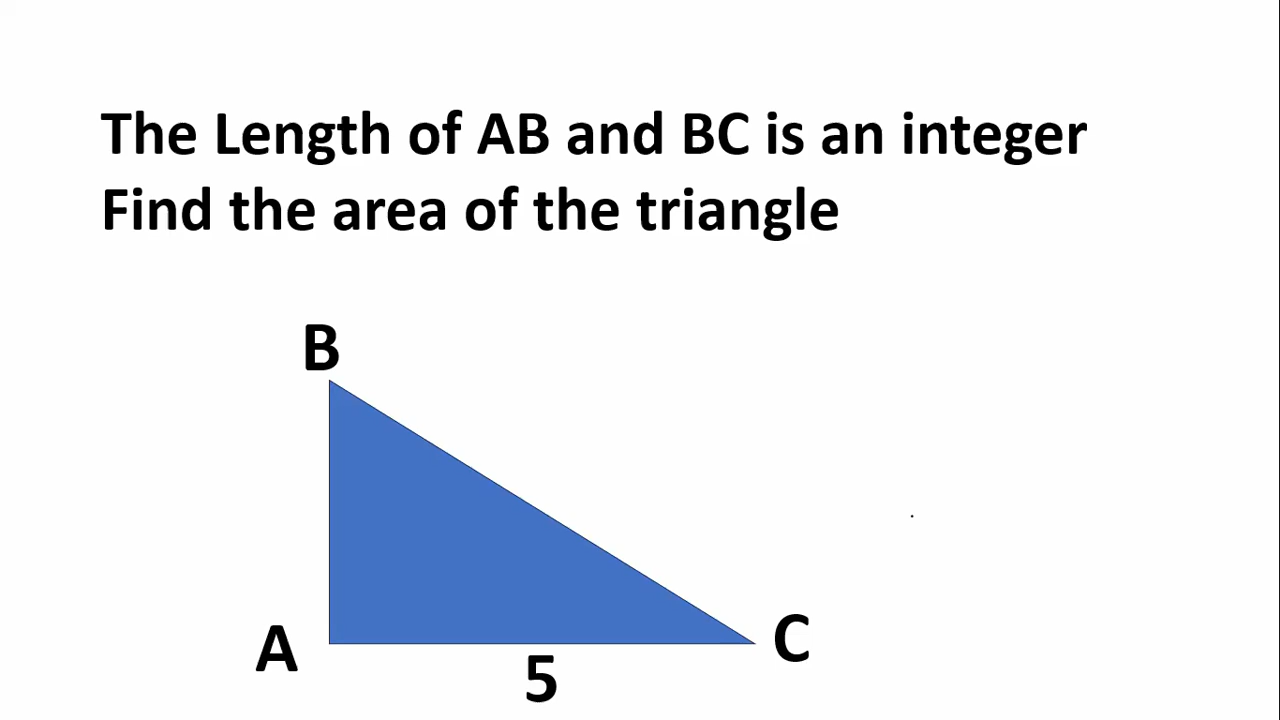 The Length of AB and BC is an integer
Find the area of the triangle
B
A
C
5